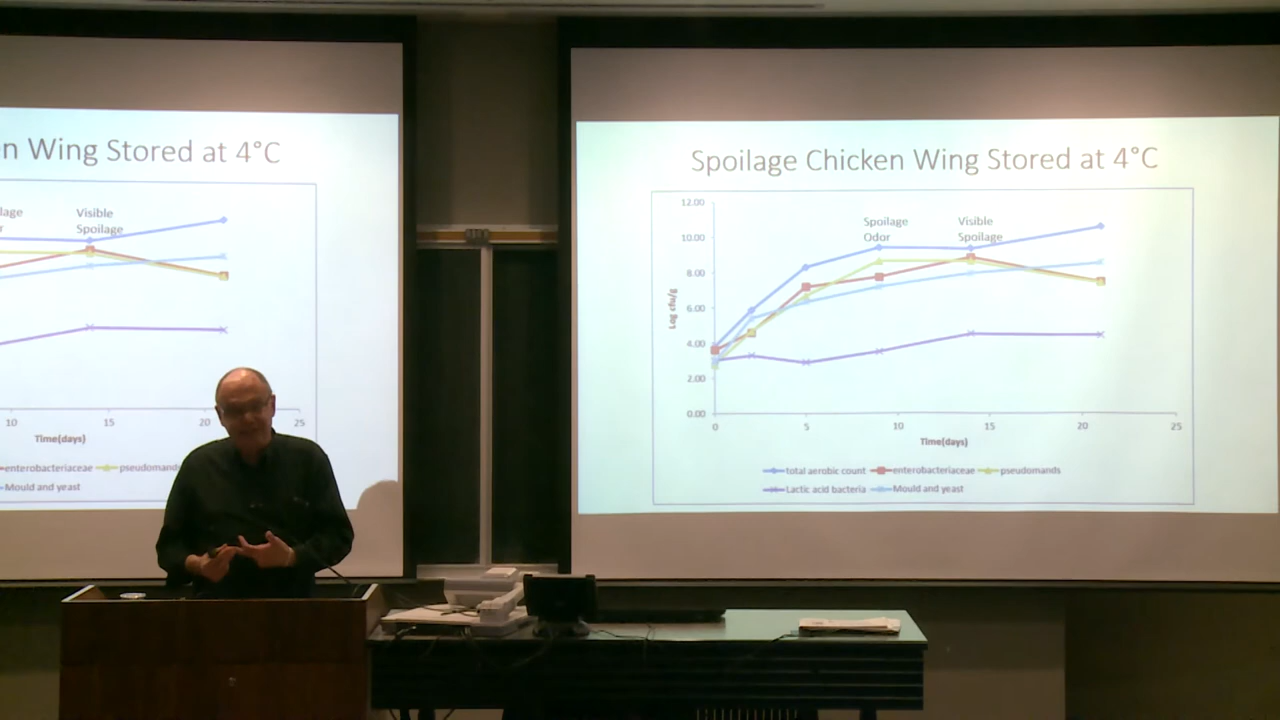 n Wing Stored at 4°C
lage
r
Visible
Spoilage
10
15
20
25
Time(days)
enterobacteriaceae
pseudomands
Mould and yeast
Spoilage Chicken Wing Stored at 4°C
12.00
10.00
8.00
6.00
4.00
2.00
0.00
Log cfu/g
Spoilage
Odor
Visible
Spoilage
0
5
10
15
20
25
Time(days)
total aerobic count
enterobacteriaceae
pseudomands
Lactic acid bacteria
Mould and yeast